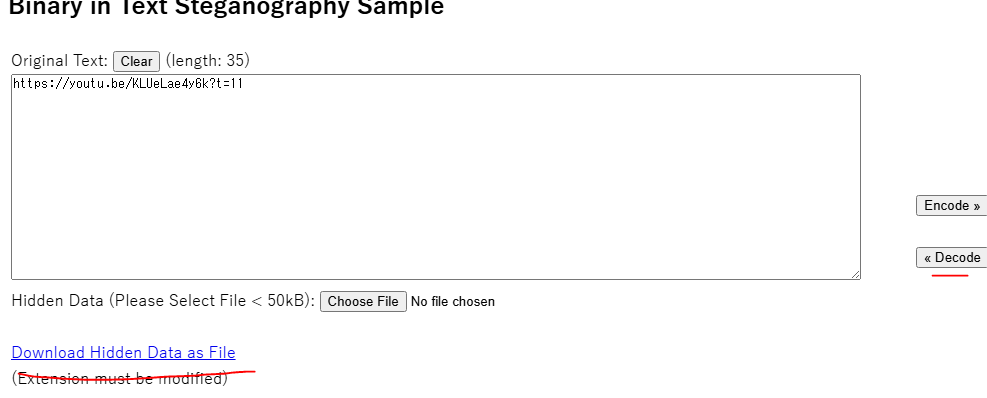 Binary in Text Steganography Sample
Original Text: Clear (length: 35)
https://youtu.be/KLUeLae4y6k?t=11
Encode »
« Decode
Hidden Data (Please Select File < 50kB): Choose File No file chosen
Download Hidden Data as File
(Extension must be modified)